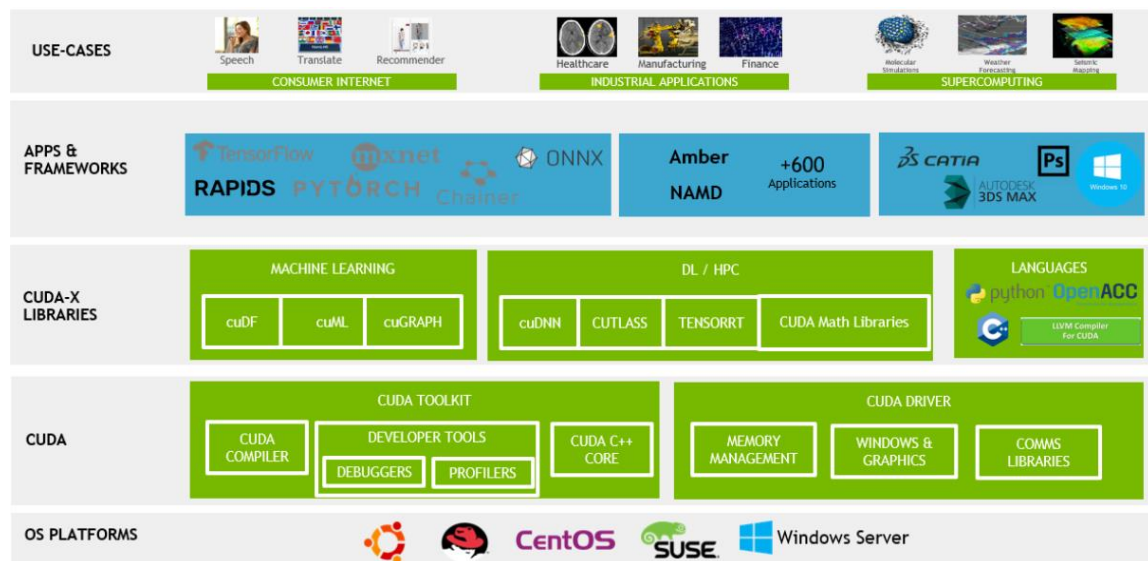 USE-CASES
Speech
Translate
Recommender
CONSUMER INTERNET
Healthcare
Manufacturing
Finance
INDUSTRIAL APPLICATIONS
Molecular
Simulations
Weather
Forecasting
Seismic
Mapping
SUPERCOMPUTING
APPS &
FRAMEWORKS
TensorFlow
mxnet
ONNX
RAPIDS
PYTORCH
Chainer
Amber
NAMD
+600
Applications
CATIA
Ps
AUTODESK
3DS MAX
Windows 10
CUDA-X
LIBRARIES
MACHINE LEARNING
cuDF
cuML
cuGRAPH
DL / HPC
cuDNN
CUTLASS
TENSORRT
CUDA Math Libraries
LANGUAGES
python
OpenACC
C++
LLVM Compiler
For CUDA
CUDA
CUDA TOOLKIT
CUDA
COMPILER
DEVELOPER TOOLS
DEBUGGERS
PROFILERS
CUDA C++
CORE
CUDA DRIVER
MEMORY
MANAGEMENT
WINDOWS &
GRAPHICS
COMMS
LIBRARIES
OS PLATFORMS
CentOS
SUSE
Windows Server